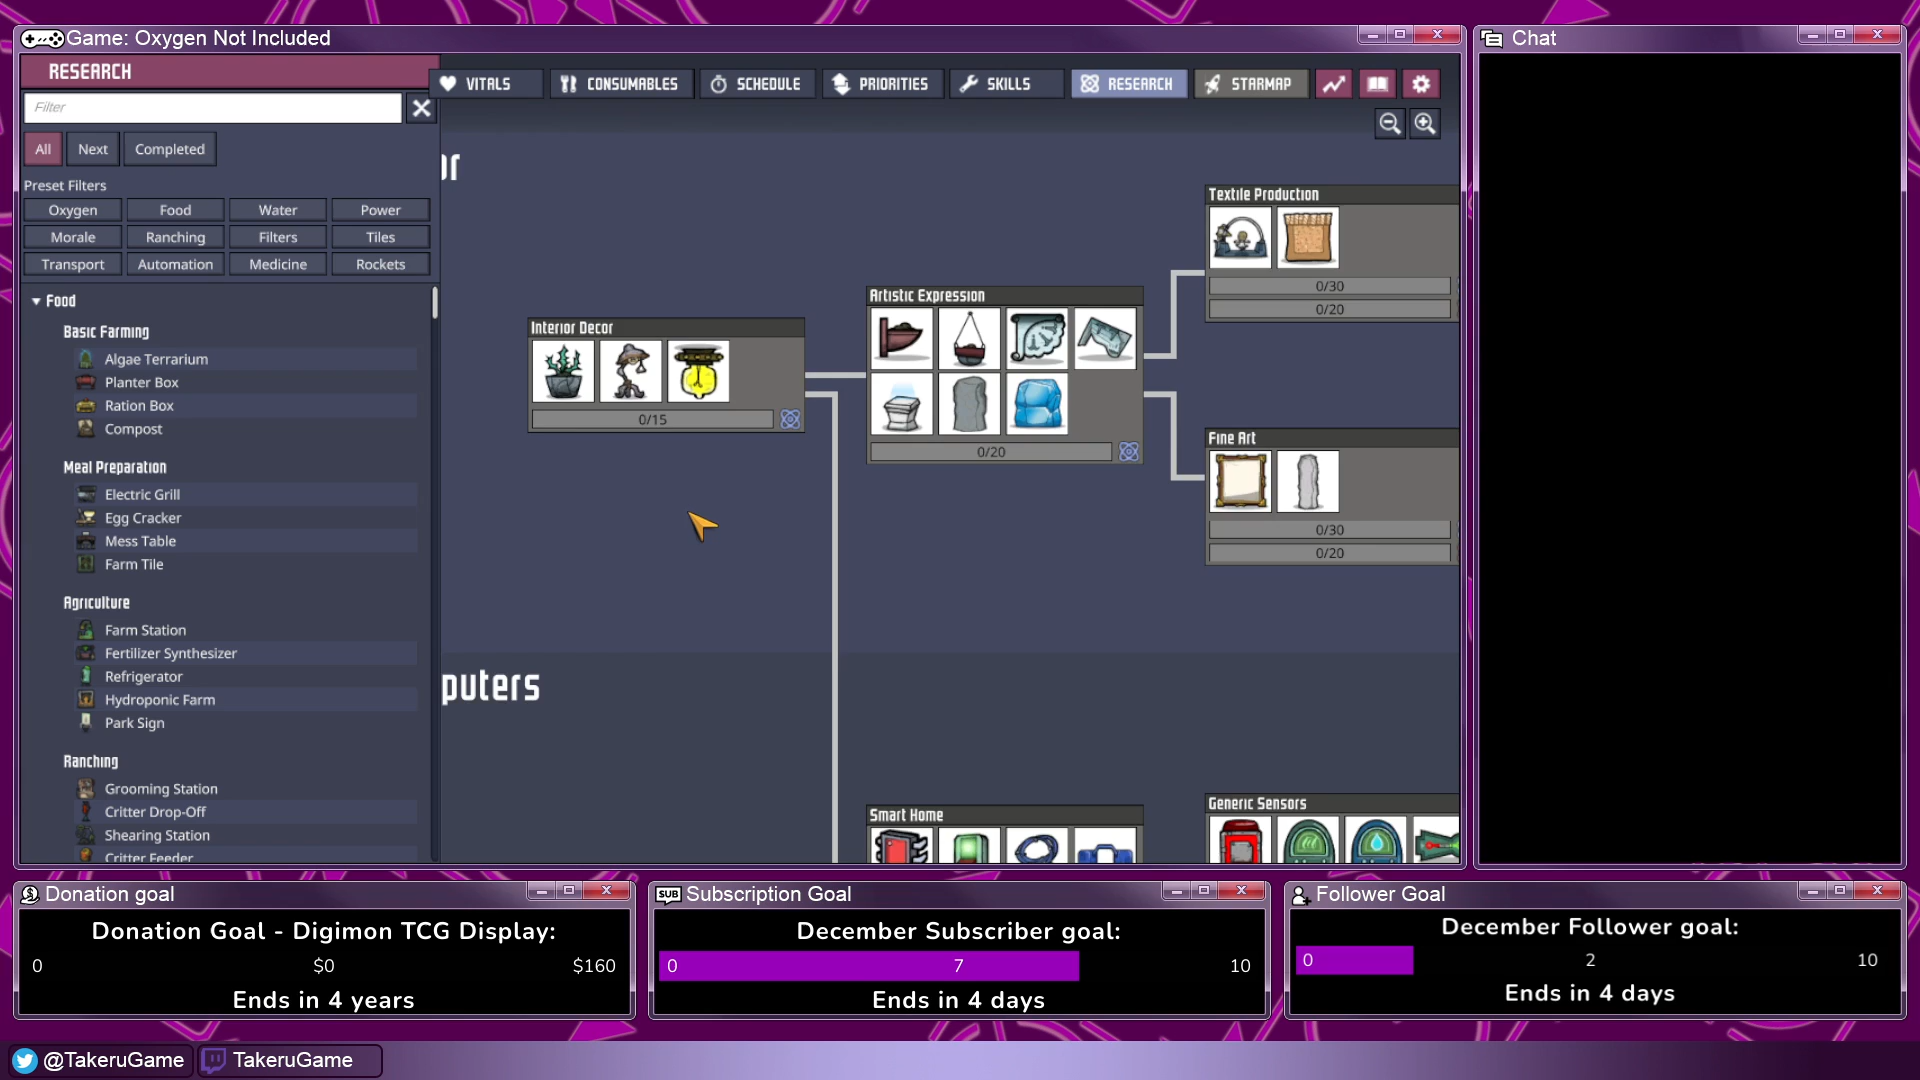 Game: Oxygen Not Included
Chat
RESEARCH
VITALS
CONSUMABLES
SCHEDULE
PRIORITIES
SKILLS
RESEARCH
STARMAP
Filter
All
Next
Completed
Preset Filters
Oxygen
Food
Water
Power
Morale
Ranching
Filters
Tiles
Transport
Automation
Medicine
Rockets
Food
Basic Farming
Algae Terrarium
Planter Box
Ration Box
Compost
Meal Preparation
Electric Grill
Egg Cracker
Mess Table
Farm Tile
Agriculture
Farm Station
Fertilizer Synthesizer
Refrigerator
Hydroponic Farm
Park Sign
Ranching
Grooming Station
Critter Drop-Off
Shearing Station
Critter Feeder
or
Interior Decor
0/15
Artistic Expression
0/20
Textile Production
0/30
0/20
Fine Art
0/30
0/20
puters
Smart Home
Generic Sensors
Donation goal
Donation Goal - Digimon TCG Display:
0 $0 $160
Ends in 4 years
SUB Subscription Goal
December Subscriber goal:
0 7 10
Ends in 4 days
Follower Goal
December Follower goal:
0 2 10
Ends in 4 days
@TakeruGame
TakeruGame